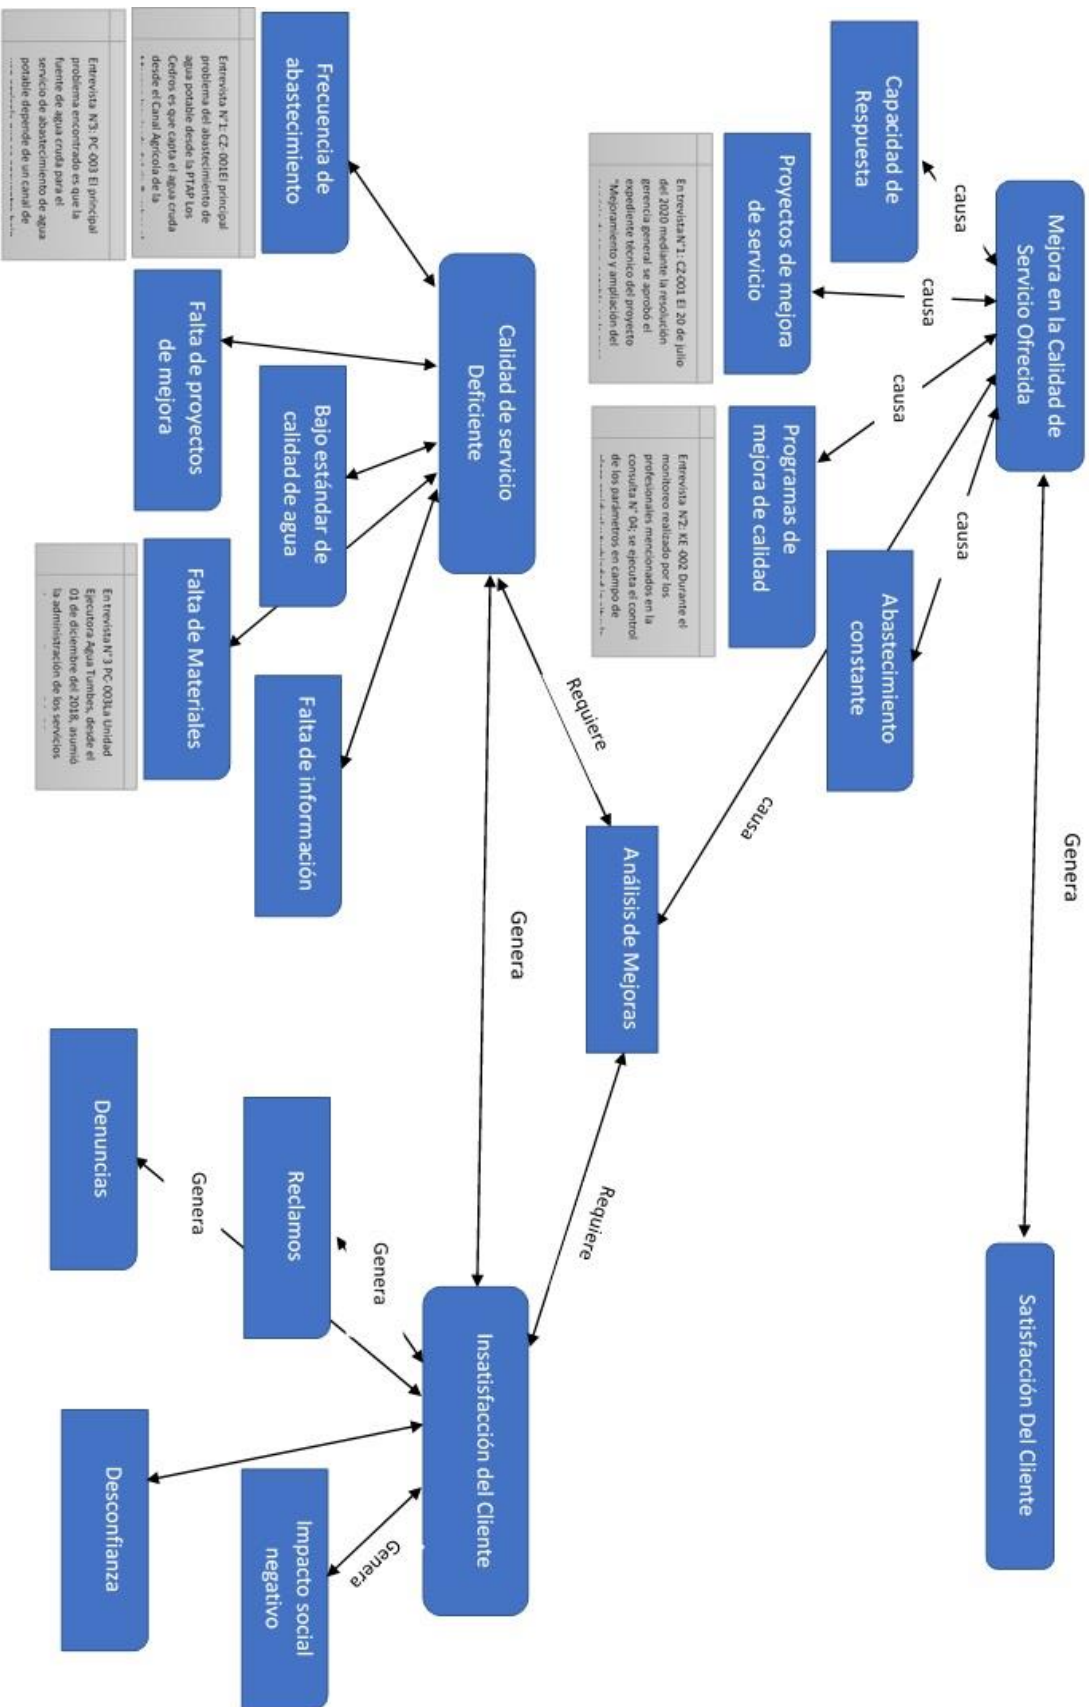 Mejora en la Calidad de
Servicio Ofrecida
Genera
Satisfacción Del Cliente
causa
causa
causa
causa
causa
Capacidad de
Respuesta
Proyectos de mejora
de servicio
Programas de
mejora de calidad
Abastecimiento
constante
En trevista N°1: CZ-001 El 20 de julio
del 2020 mediante la resolución
gerencia general se aprobó el
expediente técnico del proyecto
"Mejoramiento y ampliación del
Entrevista N°2: KE -002 Durante el
monitoreo realizado por los
profesionales mencionados en la
consulta N° 04; se ejecuta el control
de los parámetros en campo de
Análisis de Mejoras
Requiere
Requiere
Calidad de servicio
Deficiente
Genera
Insatisfacción del Cliente
Frecuencia de
abastecimiento
Bajo estándar de
calidad de agua
Falta de información
Genera
Genera
Genera
Reclamos
Impacto social
negativo
Entrevista N°1: CZ-001El principal
problema del abastecimiento de
agua potable desde la PTAP Los
Cedros es que capta el agua cruda
desde el Canal Agrícola de la
Falta de proyectos
de mejora
Falta de Materiales
Denuncias
Desconfianza
Entrevista N°3: PC-003 El principal
problema encontrado es que la
fuente de agua cruda para el
servicio de abastecimiento de agua
potable depende de un canal de
En trevista N°3 PC-003La Unidad
Ejecutora Agua Tumbes, desde el
01 de diciembre del 2018, asumió
la administración de los servicios